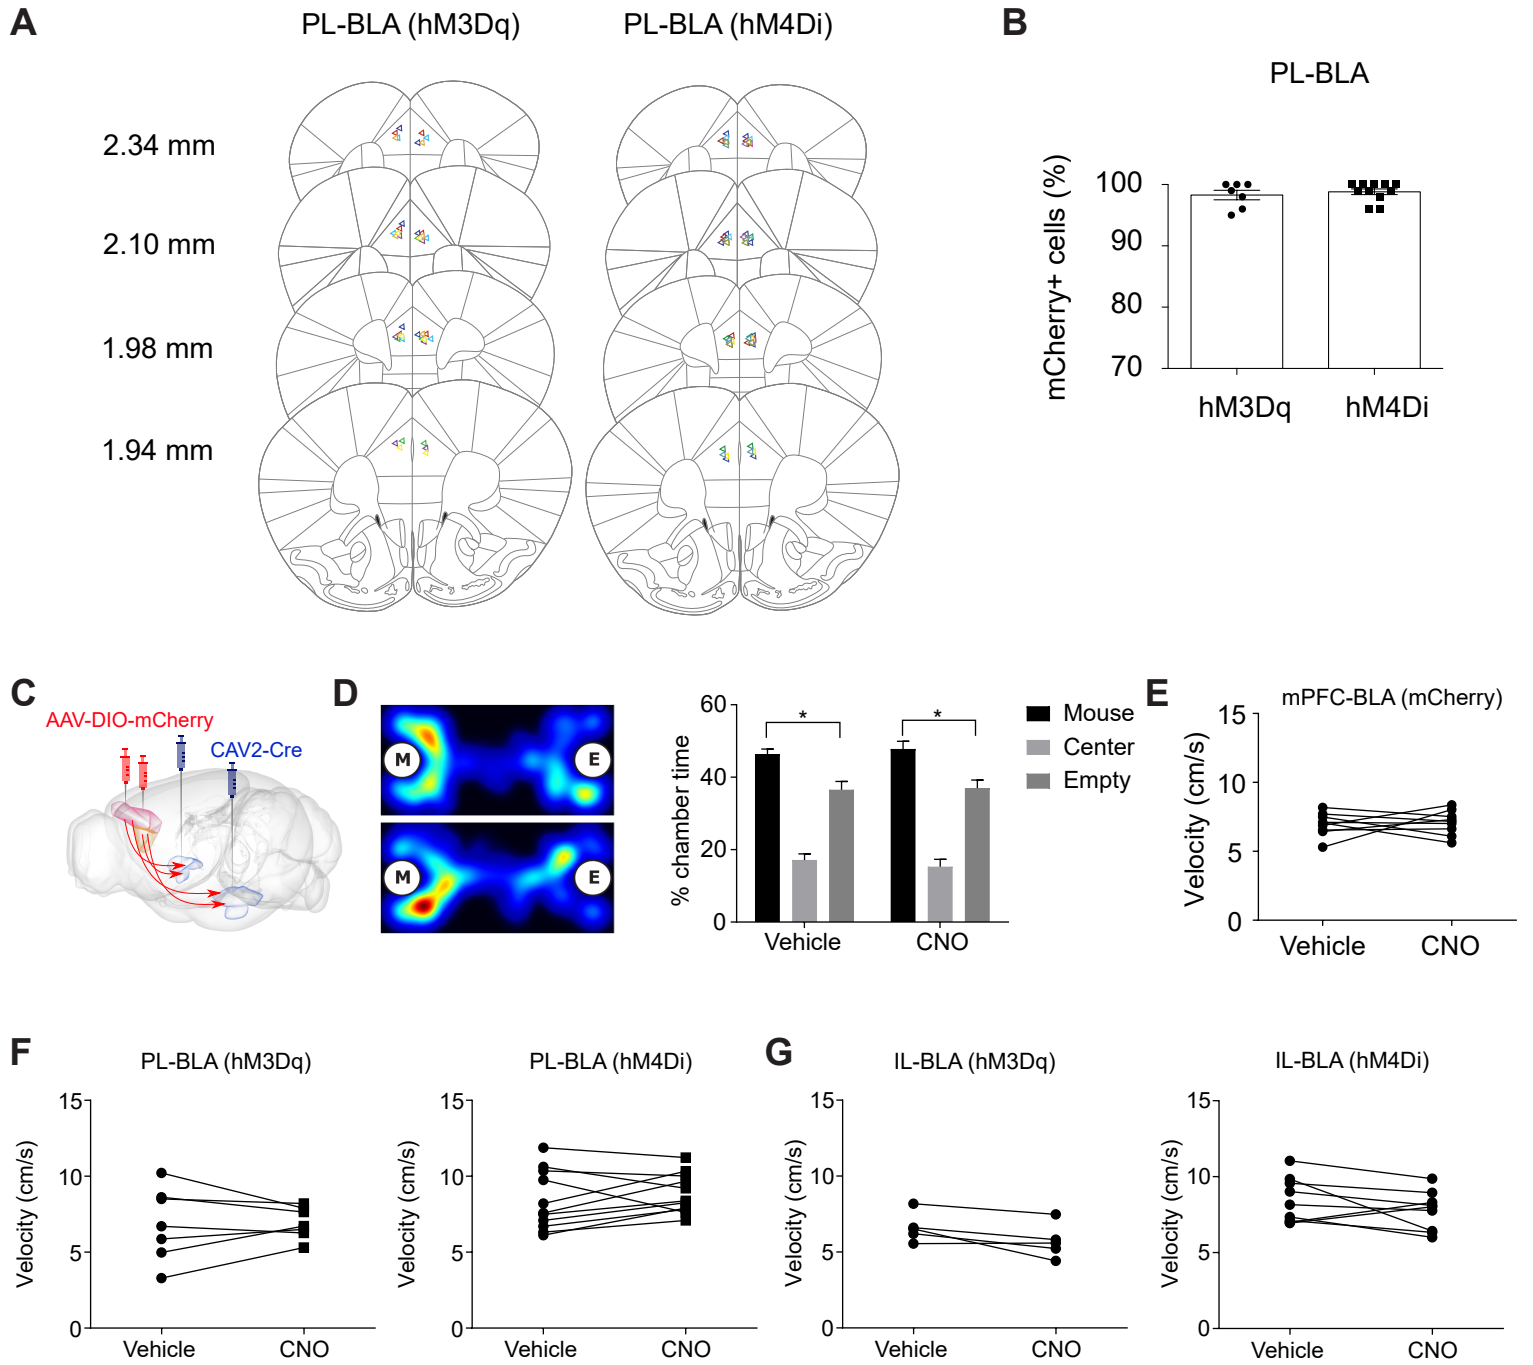 A
PL-BLA (hM3Dq)
PL-BLA (hM4Di)
2.34 mm
2.10 mm
1.98 mm
1.94 mm
B
PL-BLA
mCherry+ cells (%)
100
90
80
70
hM3Dq
hM4Di
C
AAV-DIO-mCherry
CAV2-Cre
D
M
E
M
E
% chamber time
60
40
20
0
*
*
Vehicle
CNO
Mouse
Center
Empty
E
mPFC-BLA (mCherry)
Velocity (cm/s)
15
10
5
0
Vehicle
CNO
F
PL-BLA (hM3Dq)
Velocity (cm/s)
15
10
5
0
Vehicle
CNO
PL-BLA (hM4Di)
Velocity (cm/s)
15
10
5
0
Vehicle
CNO
G
IL-BLA (hM3Dq)
Velocity (cm/s)
15
10
5
0
Vehicle
CNO
IL-BLA (hM4Di)
Velocity (cm/s)
15
10
5
0
Vehicle
CNO